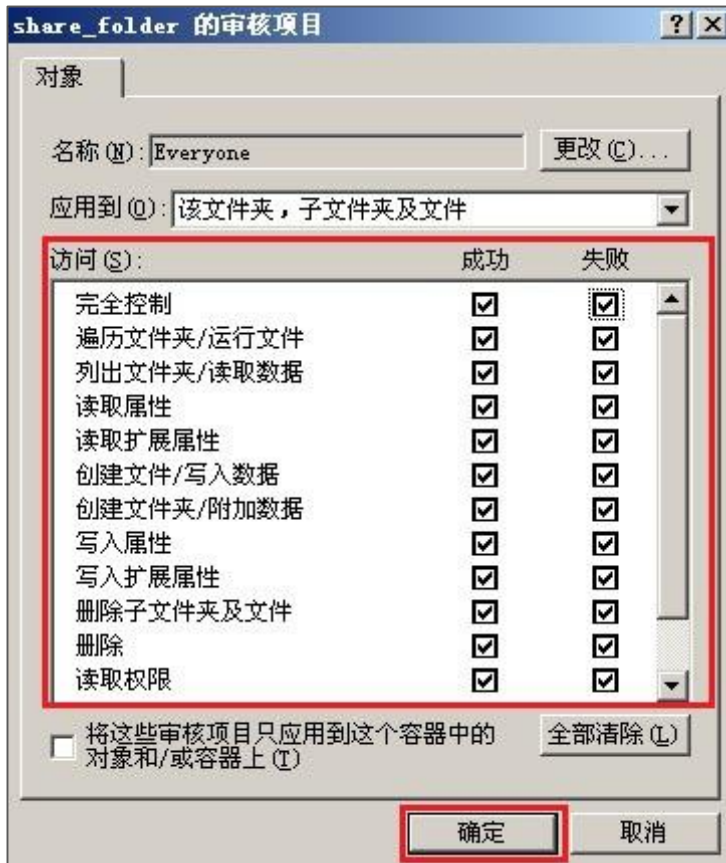 share_folder 的审核项目
对象
名称(N): Everyone 更改(C)...
应用到(O): 该文件夹，子文件夹及文件
访问(S): 成功 失败
完全控制
遍历文件夹/运行文件
列出文件夹/读取数据
读取属性
读取扩展属性
创建文件/写入数据
创建文件夹/附加数据
写入属性
写入扩展属性
删除子文件夹及文件
删除
读取权限
将这些审核项目只应用到这个容器中的 全部清除(L)
对象和/或容器上(T)
确定 取消